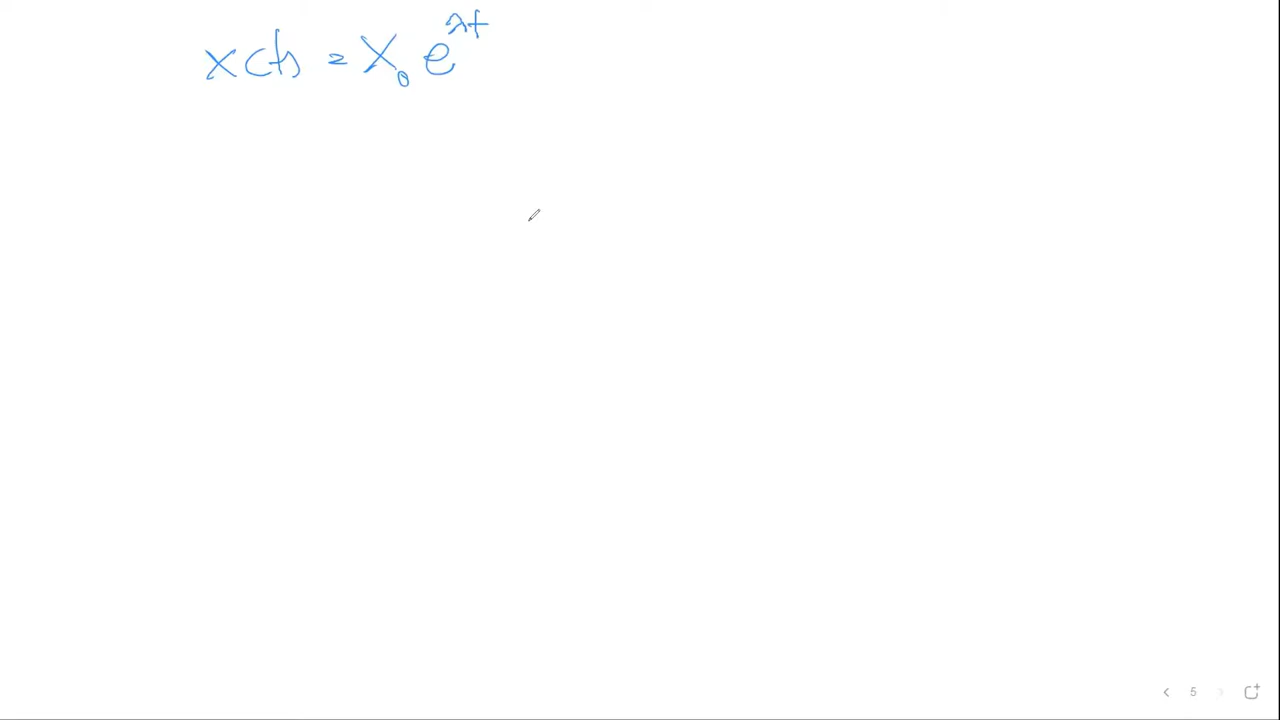 x(t) = X₀ e^{λt}
5